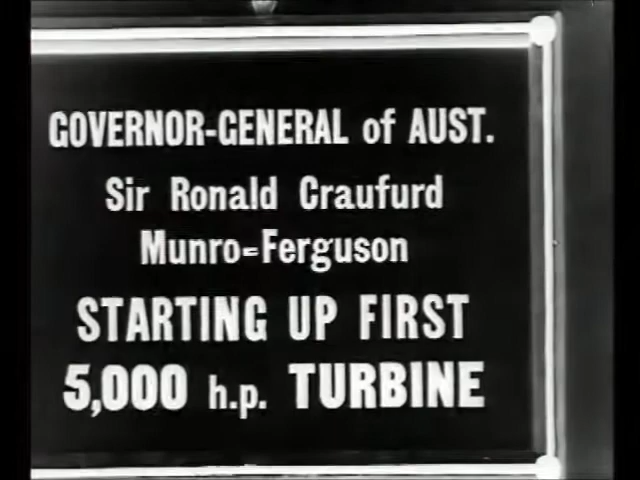 GOVERNOR-GENERAL of AUST.
Sir Ronald Craufurd
Munro-Ferguson
STARTING UP FIRST
5,000 h.p. TURBINE